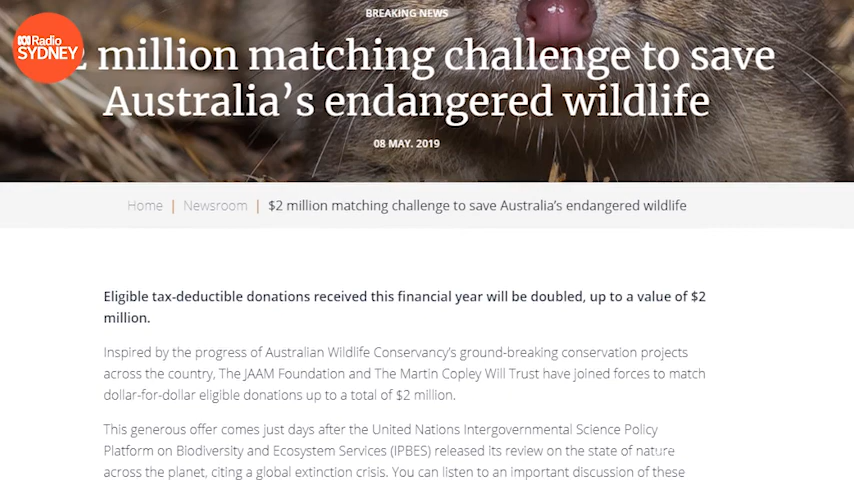 BREAKING NEWS
ABC Radio
SYDNEY
2 million matching challenge to save
Australia's endangered wildlife
08 MAY. 2019
Home | Newsroom | $2 million matching challenge to save Australia's endangered wildlife
Eligible tax-deductible donations received this financial year will be doubled, up to a value of $2
million.
Inspired by the progress of Australian Wildlife Conservancy's ground-breaking conservation projects
across the country, The JAAM Foundation and The Martin Copley Will Trust have joined forces to match
dollar-for-dollar eligible donations up to a total of $2 million.
This generous offer comes just days after the United Nations Intergovernmental Science Policy
Platform on Biodiversity and Ecosystem Services (IPBES) released its review on the state of nature
across the planet, citing a global extinction crisis. You can listen to an important discussion of these